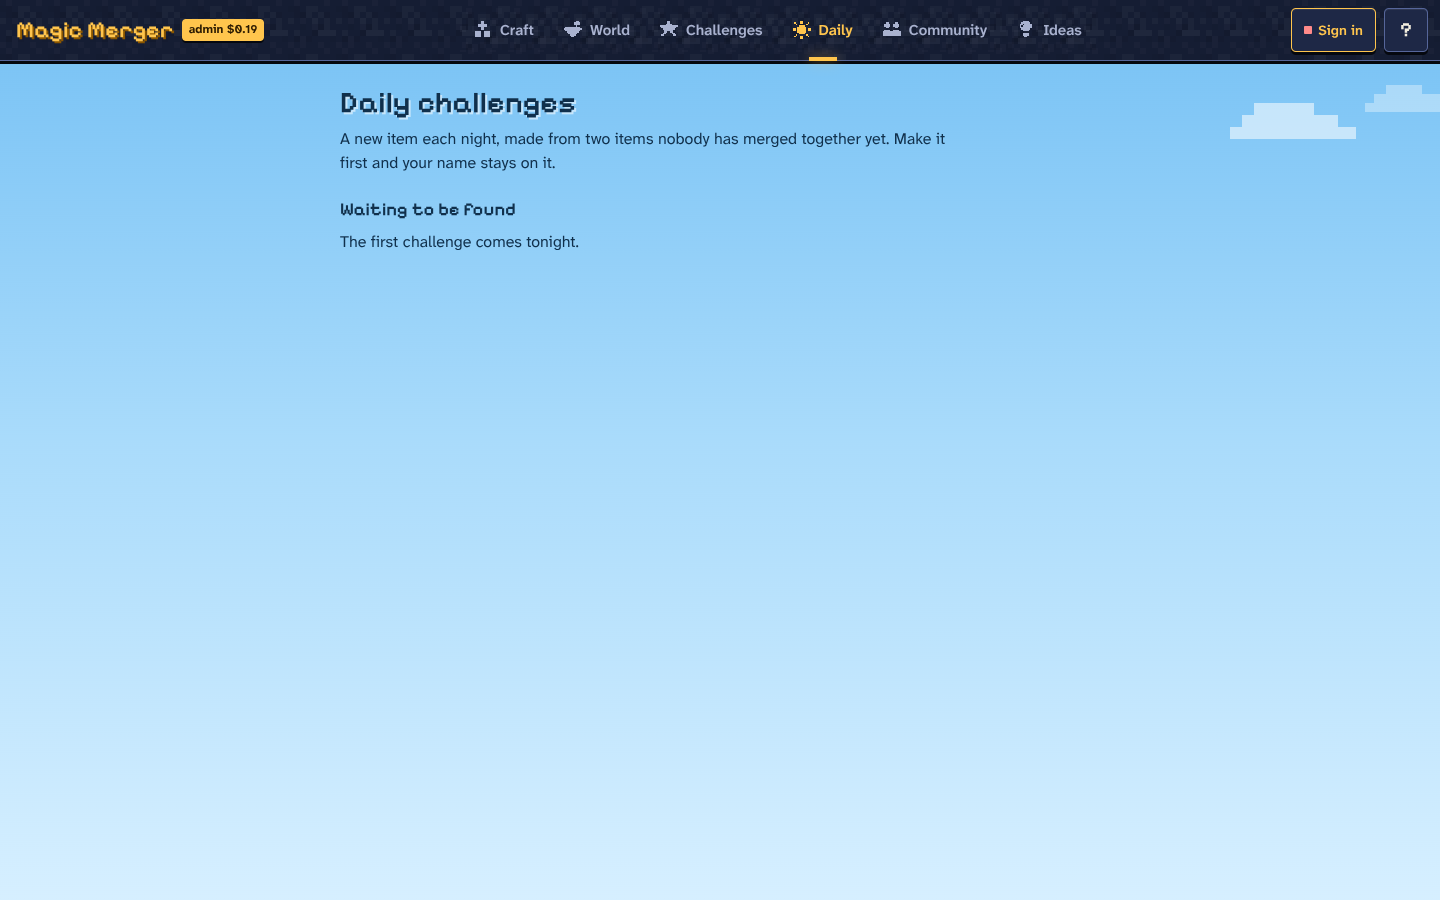 Magic Merger
admin $0.19
Craft
World
Challenges
Daily
Community
Ideas
Sign in
?
Daily challenges
A new item each night, made from two items nobody has merged together yet. Make it
first and your name stays on it.
Waiting to be found
The first challenge comes tonight.